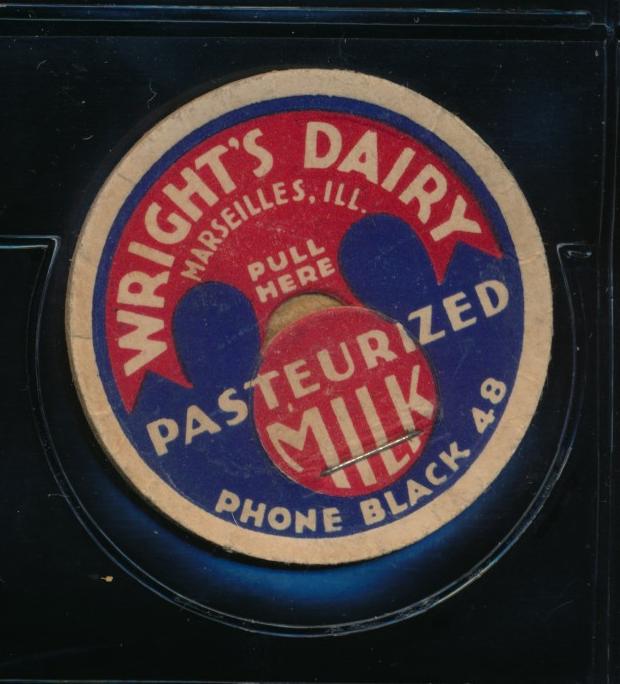 WRIGHT'S DAIRY
MARSEILLES, ILL.
PULL
HERE
PASTEURIZED
MILK
PHONE BLACK 48